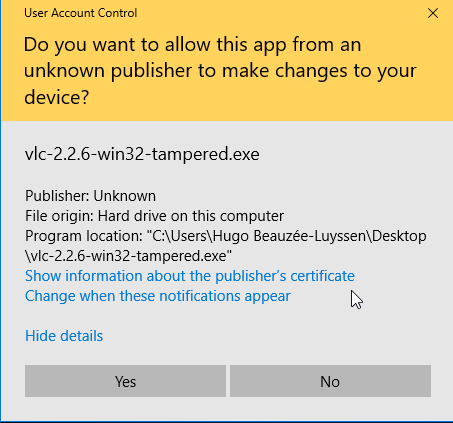 User Account Control
Do you want to allow this app from an
unknown publisher to make changes to your
device?
vlc-2.2.6-win32-tampered.exe
Publisher: Unknown
File origin: Hard drive on this computer
Program location: "C:\Users\Hugo Beauzée-Luyssen\Desktop
\vlc-2.2.6-win32-tampered.exe"
Show information about the publisher's certificate
Change when these notifications appear
Hide details
Yes
No